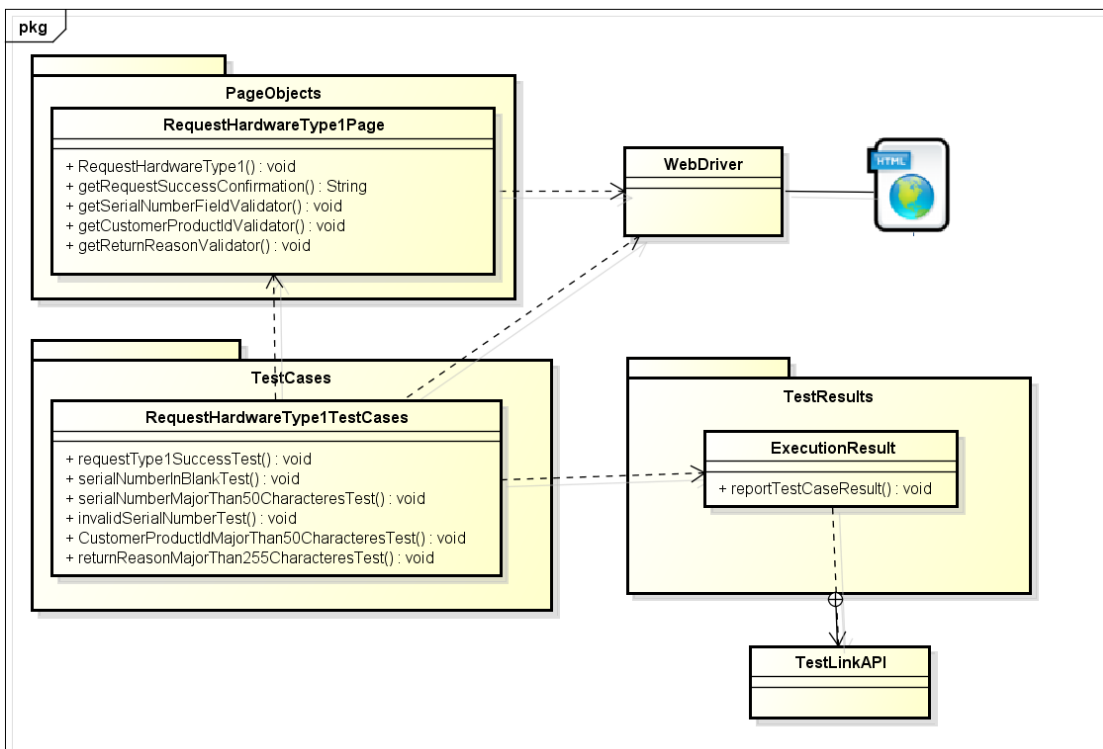 pkg
PageObjects
RequestHardwareType1Page
+ RequestHardwareType1() : void
+ getRequestSuccessConfirmation() : String
+ getSerialNumberFieldValidator() : void
+ getCustomerProductIdValidator() : void
+ getReturnReasonValidator() : void
WebDriver
HTML
TestCases
RequestHardwareType1TestCases
+ requestType1SuccessTest() : void
+ serialNumberInBlankTest() : void
+ serialNumberMajorThan50CharacteresTest() : void
+ invalidSerialNumberTest() : void
+ CustomerProductIdMajorThan50CharacteresTest() : void
+ returnReasonMajorThan255CharacteresTest() : void
TestResults
ExecutionResult
+ reportTestCaseResult() : void
TestLinkAPI